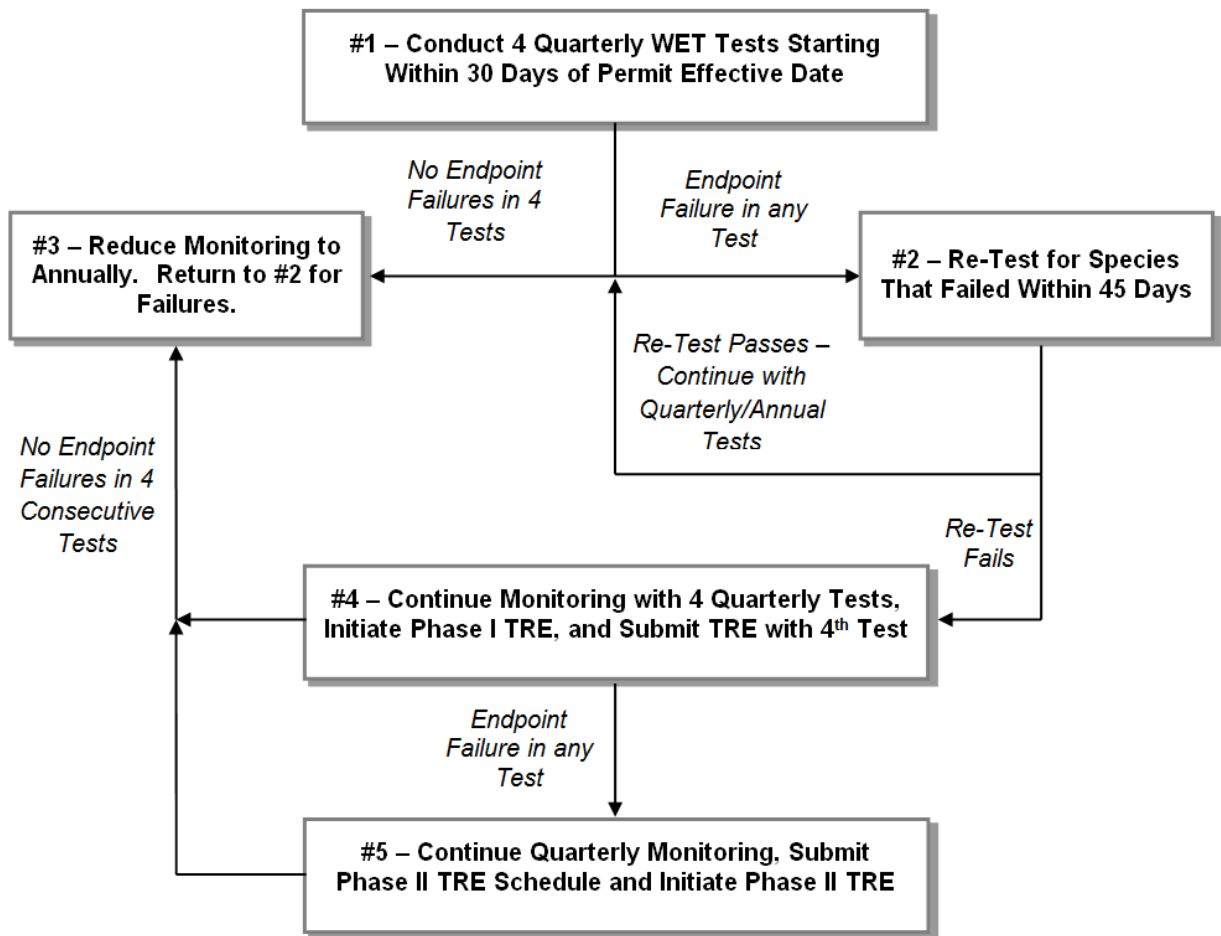 #1 – Conduct 4 Quarterly WET Tests Starting
Within 30 Days of Permit Effective Date
No Endpoint
Failures in 4
Tests
Endpoint
Failure in any
Test
#3 – Reduce Monitoring to
Annually.   Return to #2 for
Failures.
#2 – Re-Test for Species
That Failed Within 45 Days
Re-Test Passes –
Continue with
Quarterly/Annual
Tests
No Endpoint
Failures in 4
Consecutive
Tests
Re-Test
Fails
#4 – Continue Monitoring with 4 Quarterly Tests,
Initiate Phase I TRE, and Submit TRE with 4th Test
Endpoint
Failure in any
Test
#5 – Continue Quarterly Monitoring, Submit
Phase II TRE Schedule and Initiate Phase II TRE